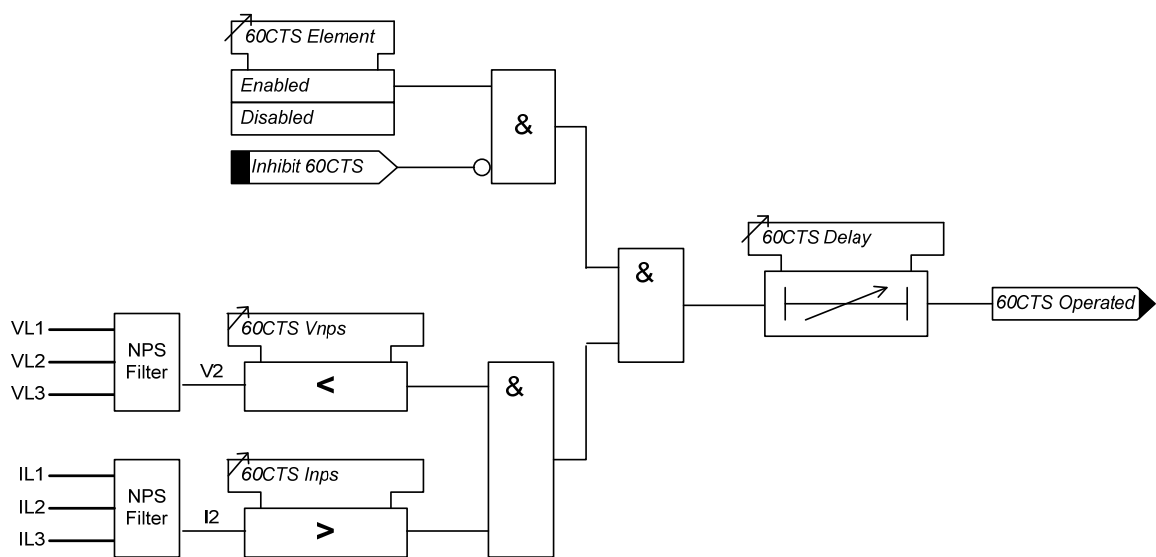 60CTS Element
Enabled
Disabled
Inhibit 60CTS
&
&
60CTS Delay
60CTS Operated
VL1
VL2
VL3
NPS
Filter
V2
60CTS Vnps
<
&
IL1
IL2
IL3
NPS
Filter
I2
60CTS Inps
>